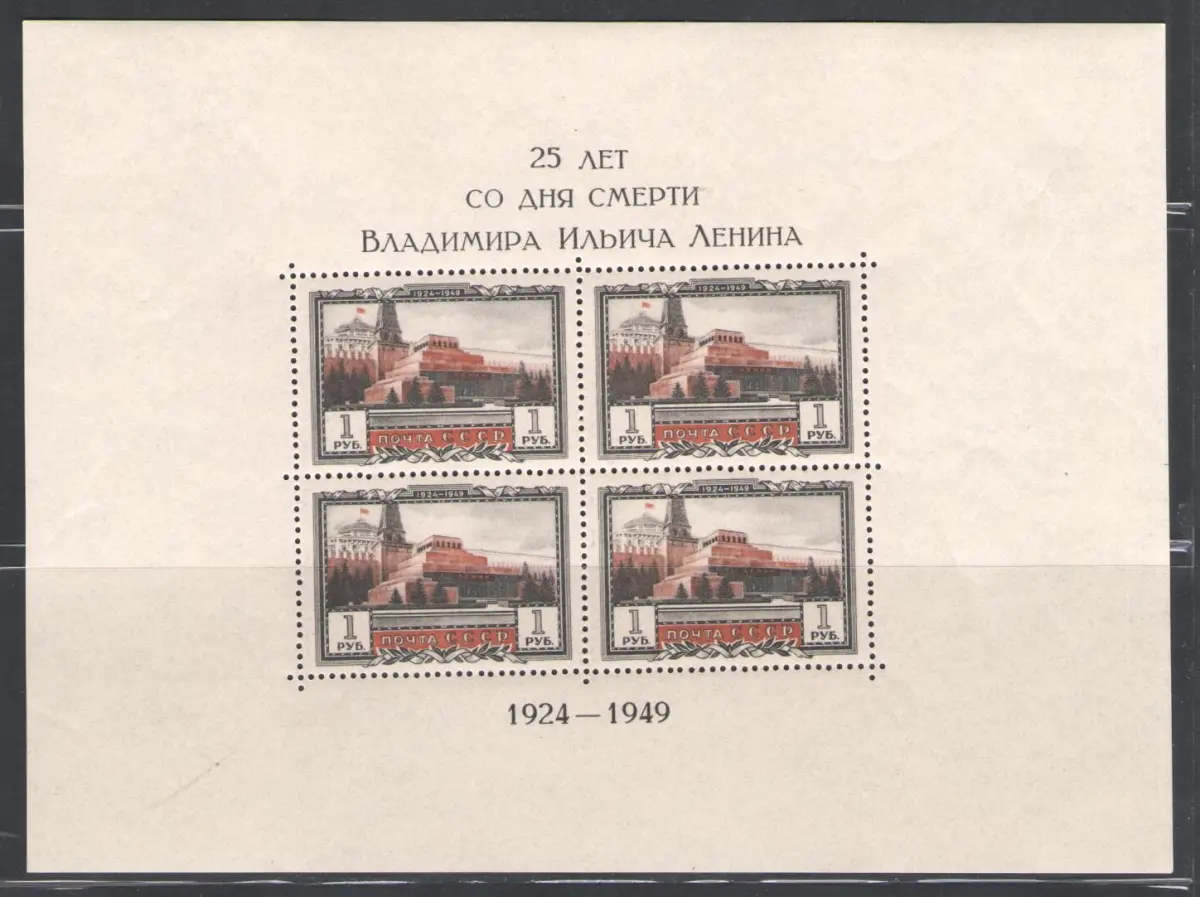 25 ЛЕТ
СО ДНЯ СМЕРТИ
ВЛАДИМИРА ИЛЬИЧА ЛЕНИНА
1924–1949
1924–1949
1 РУБ.
ПОЧТА СССР
1 РУБ.
1 РУБ.
ПОЧТА СССР
1 РУБ.
1924–1949
1924–1949
1 РУБ.
ПОЧТА СССР
1 РУБ.
1 РУБ.
ПОЧТА СССР
1 РУБ.
1924–1949